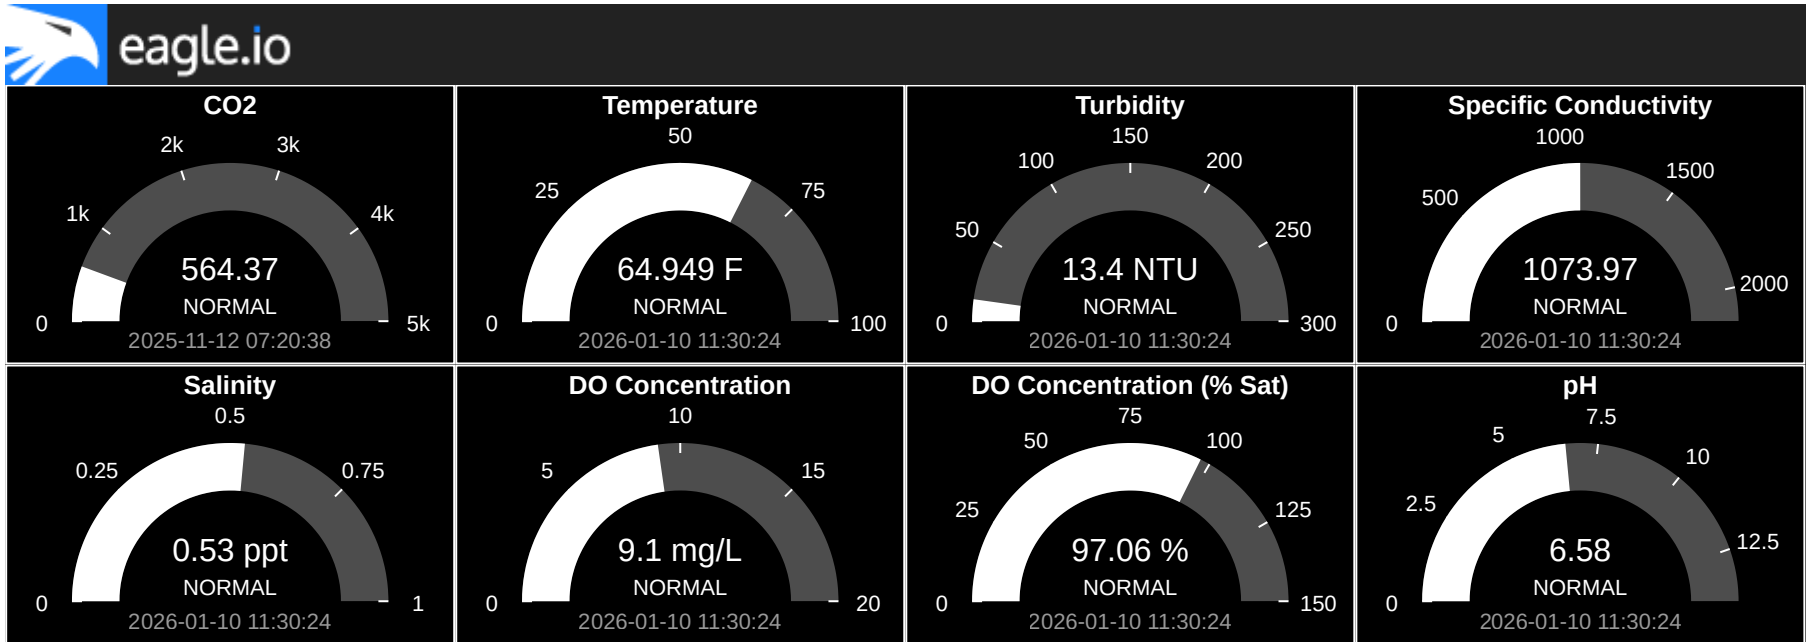 eagle.io
CO2
0
1k
2k
3k
4k
5k
564.37
NORMAL
2025-11-12 07:20:38
Temperature
0
25
50
75
100
64.949 F
NORMAL
2026-01-10 11:30:24
Turbidity
0
50
100
150
200
250
300
13.4 NTU
NORMAL
2026-01-10 11:30:24
Specific Conductivity
0
500
1000
1500
2000
1073.97
NORMAL
2026-01-10 11:30:24
Salinity
0
0.25
0.5
0.75
1
0.53 ppt
NORMAL
2026-01-10 11:30:24
DO Concentration
0
5
10
15
20
9.1 mg/L
NORMAL
2026-01-10 11:30:24
DO Concentration (% Sat)
0
25
50
75
100
125
150
97.06 %
NORMAL
2026-01-10 11:30:24
pH
0
2.5
5
7.5
10
12.5
6.58
NORMAL
2026-01-10 11:30:24